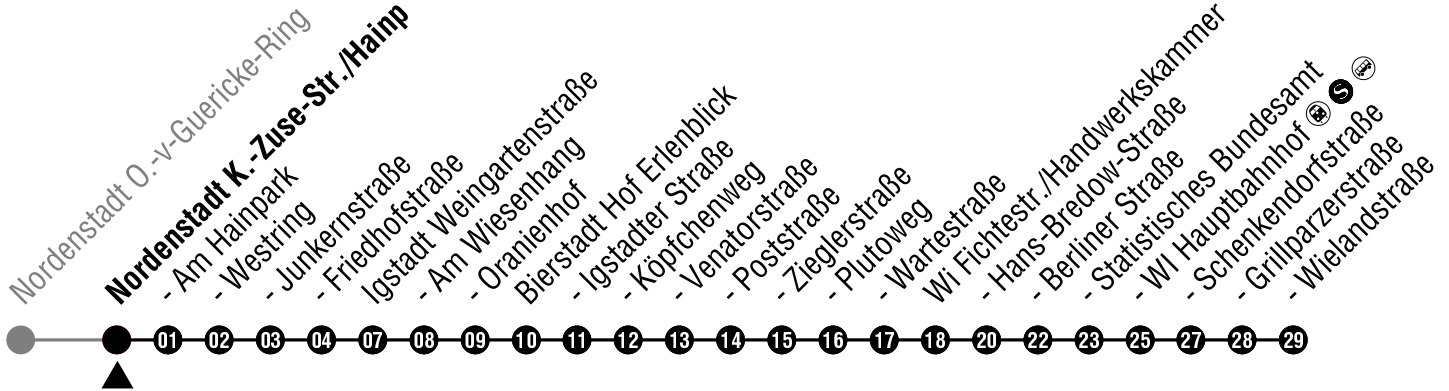 Nordenstadt O.-v-Guericke-Ring
Nordenstadt K.-Zuse-Str./Hainp
- Am Hainpark
- Westring
- Junkernstraße
- Friedhofstraße
Igstadt Weingartenstraße
- Am Wiesenhang
- Oranienhof
Bierstadt Hof Erlenblick
- Igstadter Straße
- Köpfchenweg
- Venatorstraße
- Poststraße
- Zieglerstraße
- Plutoweg
- Wartestraße
Wi Fichtestr./Handwerkskammer
- Hans-Bredow-Straße
- Berliner Straße
- Statistisches Bundesamt
- WI Hauptbahnhof S
- Schenkendorfstraße
- Grillparzerstraße
- Wielandstraße
01 02 03 04 07 08 09 10 11 12 13 14 15 16 17 18 20 22 23 25 27 28 29